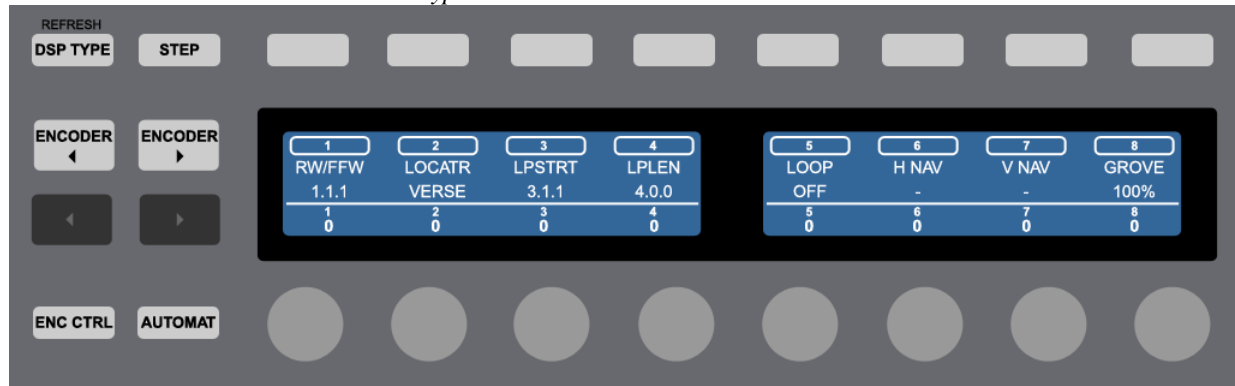 yp
REFRESH
DSP TYPE STEP
ENCODER ENCODER
1 2 3 4 5 6 7 8
RW/FFW LOCATR LPSTRT LPLEN LOOP H NAV V NAV GROVE
1.1.1 VERSE 3.1.1 4.0.0 OFF - - 100%
1 2 3 4 5 6 7 8
0 0 0 0 0 0 0 0
ENC CTRL AUTOMAT